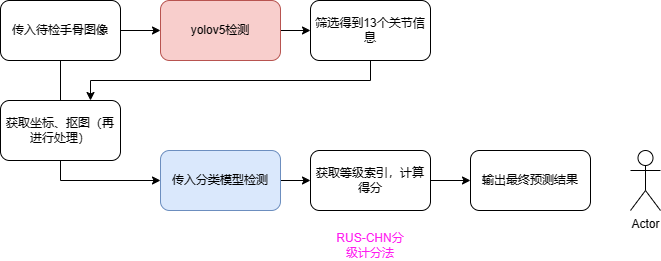 传入待检手骨图像
yolov5检测
筛选得到13个关节信
息
获取坐标、抠图（再
进行处理）
传入分类模型检测
获取等级索引，计算
得分
输出最终预测结果
Actor
RUS-CHN分
级计分法